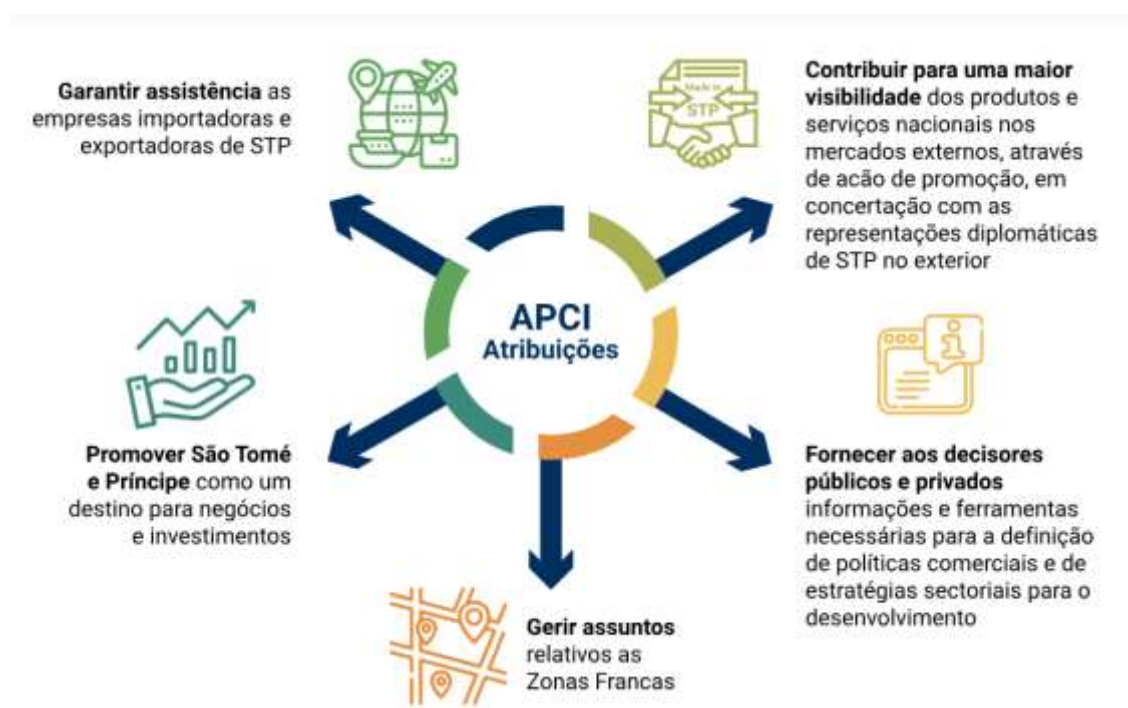 Garantir assistência as
empresas importadoras e
exportadoras de STP
Made in
STP
Contribuir para uma maior
visibilidade dos produtos e
serviços nacionais nos
mercados externos, através
de acão de promoção, em
concertação com as
representações diplomáticas
de STP no exterior
APCI
Atribuições
Promover São Tomé
e Príncipe como um
destino para negócios
e investimentos
Fornecer aos decisores
públicos e privados
informações e ferramentas
necessárias para a definição
de políticas comerciais e de
estratégias sectoriais para o
desenvolvimento
Gerir assuntos
relativos as
Zonas Francas